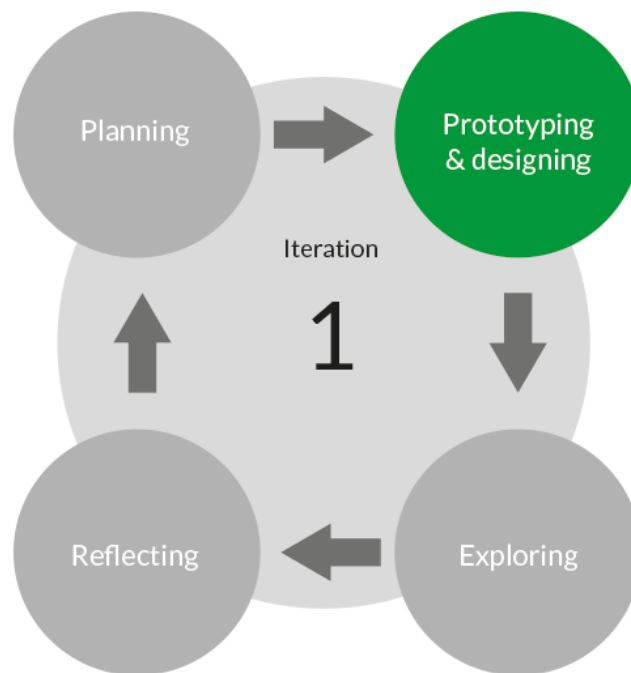 Planning
Prototyping
& designing
Iteration
1
Reflecting
Exploring